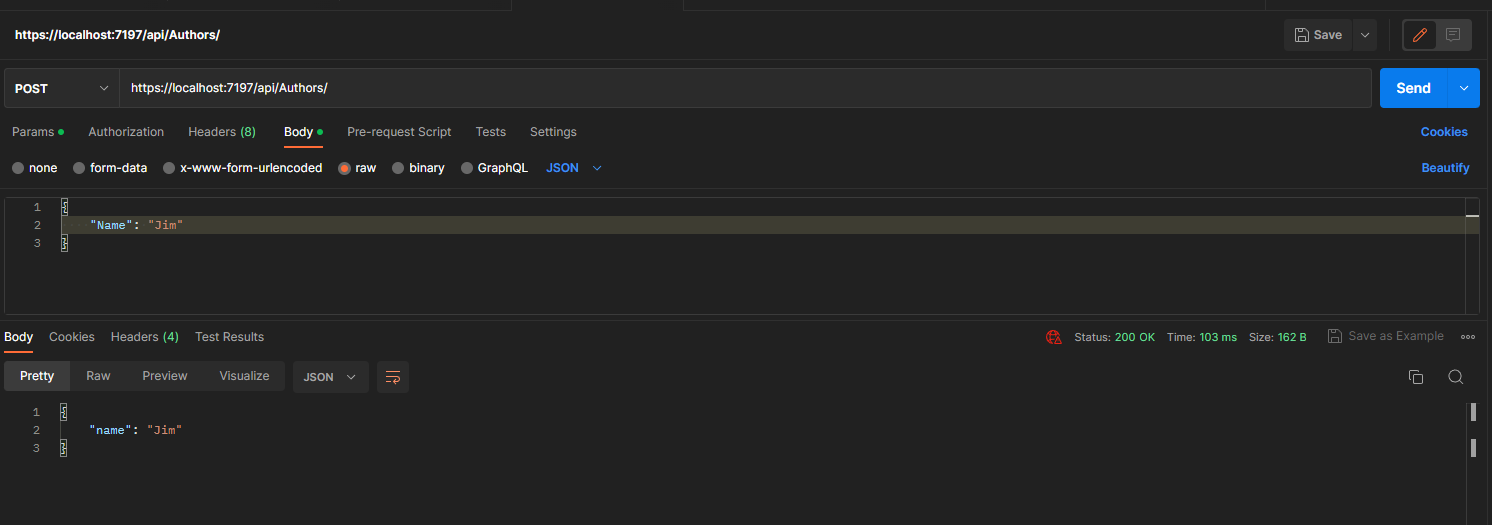 https://localhost:7197/api/Authors/
Save
POST
https://localhost:7197/api/Authors/
Send
Params
Authorization
Headers (8)
Body
Pre-request Script
Tests
Settings
Cookies
none
form-data
x-www-form-urlencoded
raw
binary
GraphQL
JSON
Beautify
1 {
2 "Name": "Jim"
3 }
Body
Cookies
Headers (4)
Test Results
Status: 200 OK
Time: 103 ms
Size: 162 B
Save as Example
Pretty
Raw
Preview
Visualize
JSON
1 {
2 "name": "Jim"
3 }